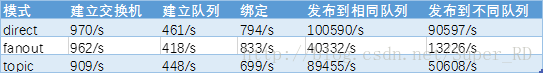 模式 建立交换机 建立队列 绑定 发布到相同队列 发布到不同队列
direct 970/s 461/s 794/s 100590/s 90597/s
fanout 962/s 418/s 833/s 40332/s 13226/s
topic 909/s 448/s 699/s 89455/s 50608/s